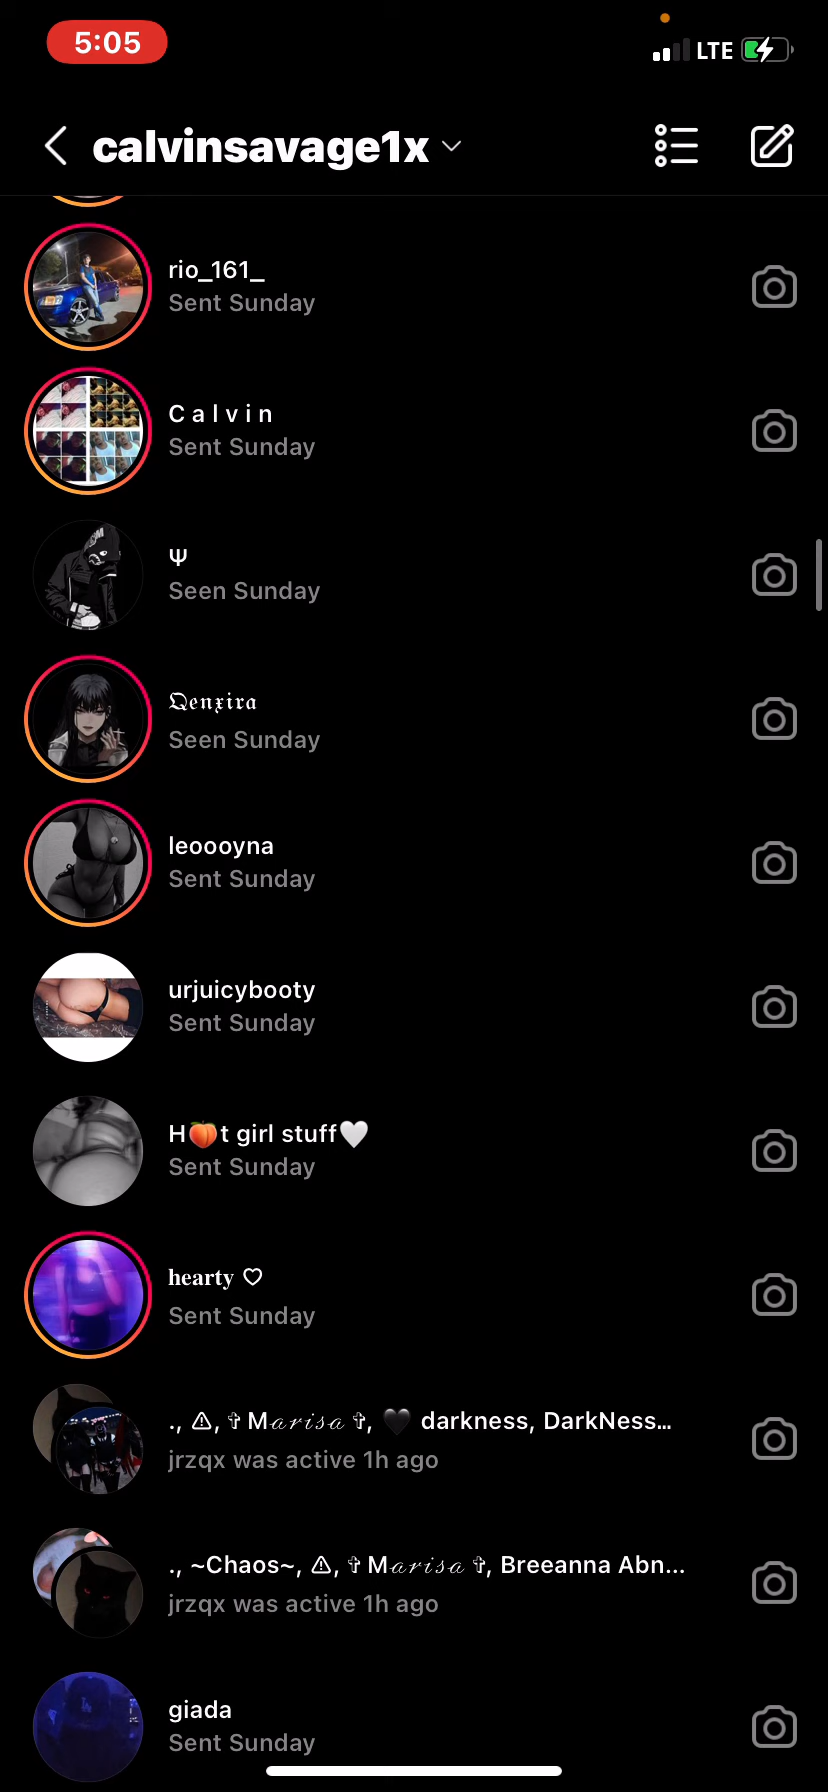 5:05
LTE
calvinsavage1x
rio_161_
Sent Sunday
C a l v i n
Sent Sunday
Ψ
Seen Sunday
𝔔𝔢𝔫𝔵𝔦𝔯𝔞
Seen Sunday
leoooyna
Sent Sunday
urjuicybooty
Sent Sunday
H🍑t girl stuff🤍
Sent Sunday
𝐡𝐞𝐚𝐫𝐭𝐲 ♡
Sent Sunday
., ⚠, ✞ M𝒶𝓇𝒾𝓈𝒶 ✞, 🖤 darkness, DarkNess...
jrzqx was active 1h ago
., ~Chaos~, ⚠, ✞ M𝒶𝓇𝒾𝓈𝒶 ✞, Breeanna Abn...
jrzqx was active 1h ago
giada
Sent Sunday